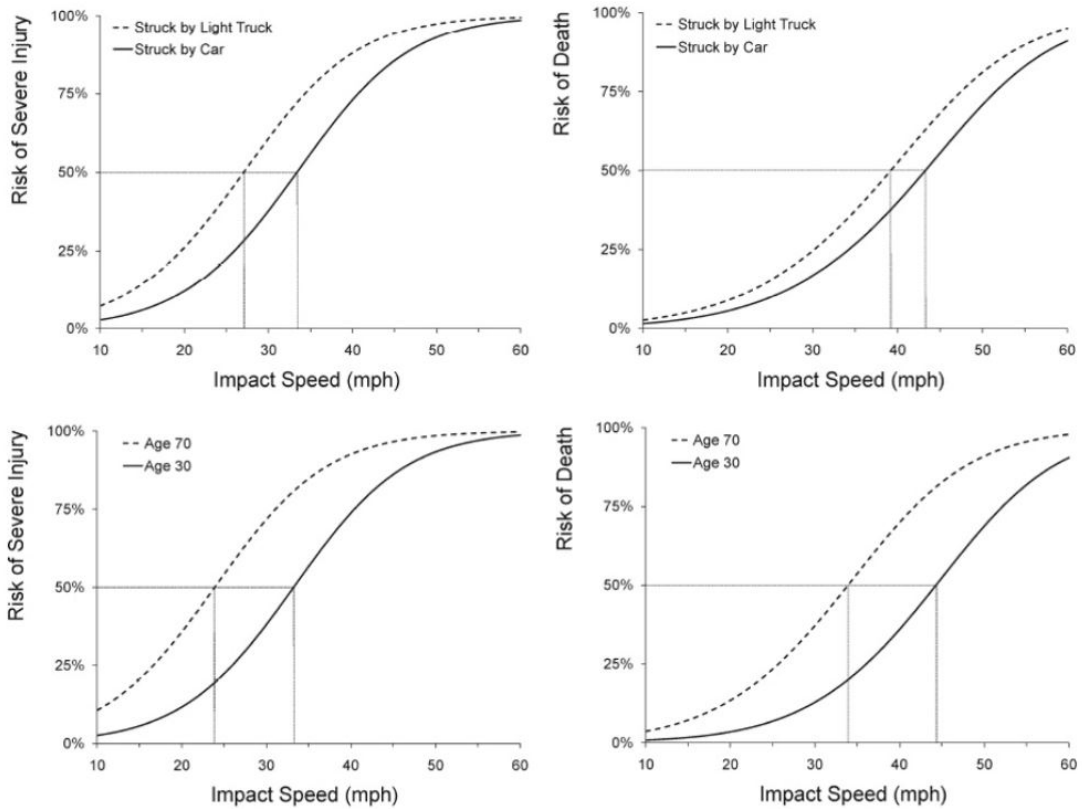 Risk of Severe Injury
100%
75%
50%
25%
0%
Struck by Light Truck
Struck by Car
10 20 30 40 50 60
Impact Speed (mph)
Risk of Death
100%
75%
50%
25%
0%
Struck by Light Truck
Struck by Car
10 20 30 40 50 60
Impact Speed (mph)
Risk of Severe Injury
100%
75%
50%
25%
0%
Age 70
Age 30
10 20 30 40 50 60
Impact Speed (mph)
Risk of Death
100%
75%
50%
25%
0%
Age 70
Age 30
10 20 30 40 50 60
Impact Speed (mph)